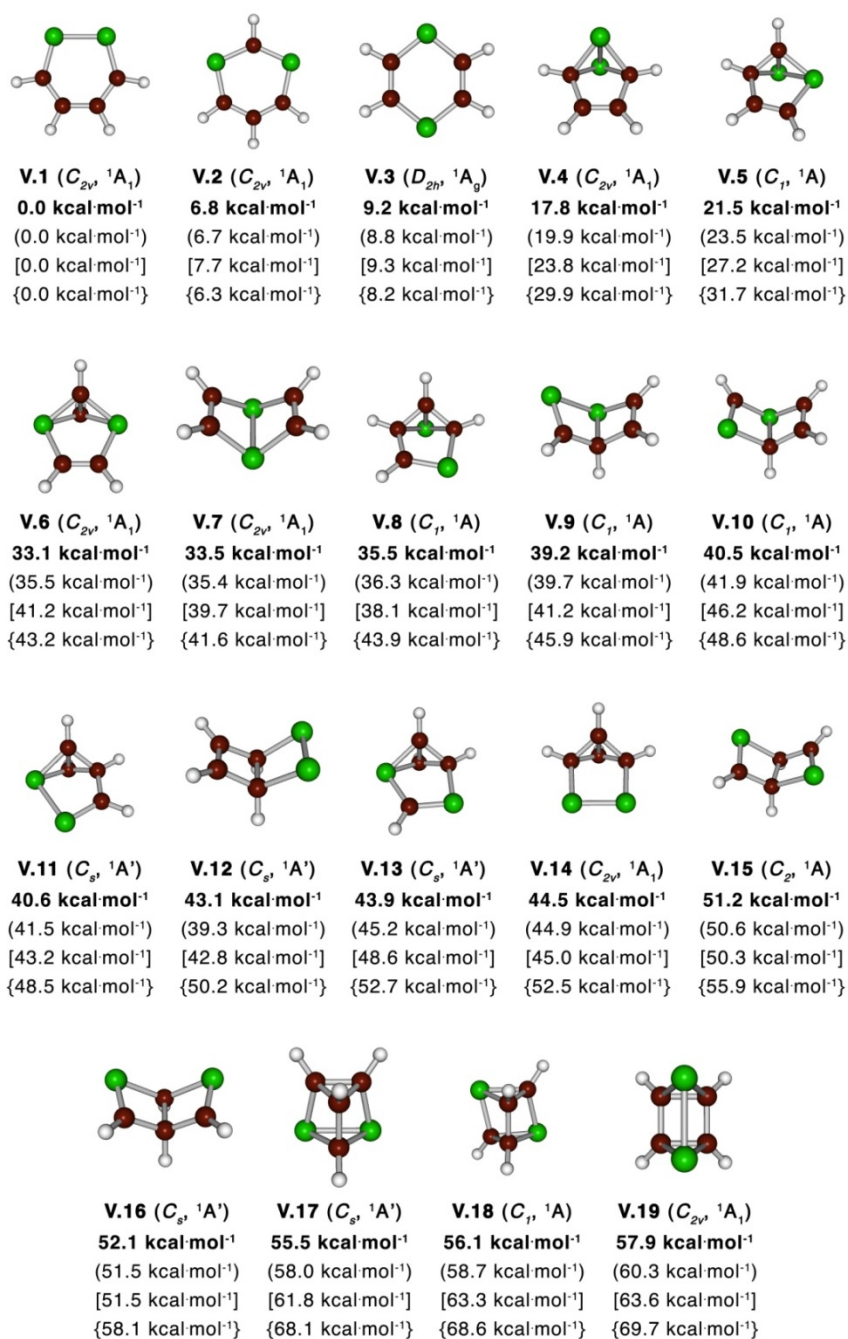 V.1 (C₂ᵥ, ¹A₁) V.2 (C₂ᵥ, ¹A₁) V.3 (D₂ₕ, ¹A_g) V.4 (C₂ᵥ, ¹A₁) V.5 (C₁, ¹A)
0.0 kcal·mol⁻¹ 6.8 kcal·mol⁻¹ 9.2 kcal·mol⁻¹ 17.8 kcal·mol⁻¹ 21.5 kcal·mol⁻¹
(0.0 kcal·mol⁻¹) (6.7 kcal·mol⁻¹) (8.8 kcal·mol⁻¹) (19.9 kcal·mol⁻¹) (23.5 kcal·mol⁻¹)
[0.0 kcal·mol⁻¹] [7.7 kcal·mol⁻¹] [9.3 kcal·mol⁻¹] [23.8 kcal·mol⁻¹] [27.2 kcal·mol⁻¹]
{0.0 kcal·mol⁻¹} {6.3 kcal·mol⁻¹} {8.2 kcal·mol⁻¹} {29.9 kcal·mol⁻¹} {31.7 kcal·mol⁻¹}
V.6 (C₂ᵥ, ¹A₁) V.7 (C₂ᵥ, ¹A₁) V.8 (C₁, ¹A) V.9 (C₁, ¹A) V.10 (C₁, ¹A)
33.1 kcal·mol⁻¹ 33.5 kcal·mol⁻¹ 35.5 kcal·mol⁻¹ 39.2 kcal·mol⁻¹ 40.5 kcal·mol⁻¹
(35.5 kcal·mol⁻¹) (35.4 kcal·mol⁻¹) (36.3 kcal·mol⁻¹) (39.7 kcal·mol⁻¹) (41.9 kcal·mol⁻¹)
[41.2 kcal·mol⁻¹] [39.7 kcal·mol⁻¹] [38.1 kcal·mol⁻¹] [41.2 kcal·mol⁻¹] [46.2 kcal·mol⁻¹]
{43.2 kcal·mol⁻¹} {41.6 kcal·mol⁻¹} {43.9 kcal·mol⁻¹} {45.9 kcal·mol⁻¹} {48.6 kcal·mol⁻¹}
V.11 (Cₛ, ¹A') V.12 (Cₛ, ¹A') V.13 (Cₛ, ¹A') V.14 (C₂ᵥ, ¹A₁) V.15 (C₂, ¹A)
40.6 kcal·mol⁻¹ 43.1 kcal·mol⁻¹ 43.9 kcal·mol⁻¹ 44.5 kcal·mol⁻¹ 51.2 kcal·mol⁻¹
(41.5 kcal·mol⁻¹) (39.3 kcal·mol⁻¹) (45.2 kcal·mol⁻¹) (44.9 kcal·mol⁻¹) (50.6 kcal·mol⁻¹)
[43.2 kcal·mol⁻¹] [42.8 kcal·mol⁻¹] [48.6 kcal·mol⁻¹] [45.0 kcal·mol⁻¹] [50.3 kcal·mol⁻¹]
{48.5 kcal·mol⁻¹} {50.2 kcal·mol⁻¹} {52.7 kcal·mol⁻¹} {52.5 kcal·mol⁻¹} {55.9 kcal·mol⁻¹}
V.16 (Cₛ, ¹A') V.17 (Cₛ, ¹A') V.18 (C₁, ¹A) V.19 (C₂ᵥ, ¹A₁)
52.1 kcal·mol⁻¹ 55.5 kcal·mol⁻¹ 56.1 kcal·mol⁻¹ 57.9 kcal·mol⁻¹
(51.5 kcal·mol⁻¹) (58.0 kcal·mol⁻¹) (58.7 kcal·mol⁻¹) (60.3 kcal·mol⁻¹)
[51.5 kcal·mol⁻¹] [61.8 kcal·mol⁻¹] [63.3 kcal·mol⁻¹] [63.6 kcal·mol⁻¹]
{58.1 kcal·mol⁻¹} {68.1 kcal·mol⁻¹} {68.6 kcal·mol⁻¹} {69.7 kcal·mol⁻¹}